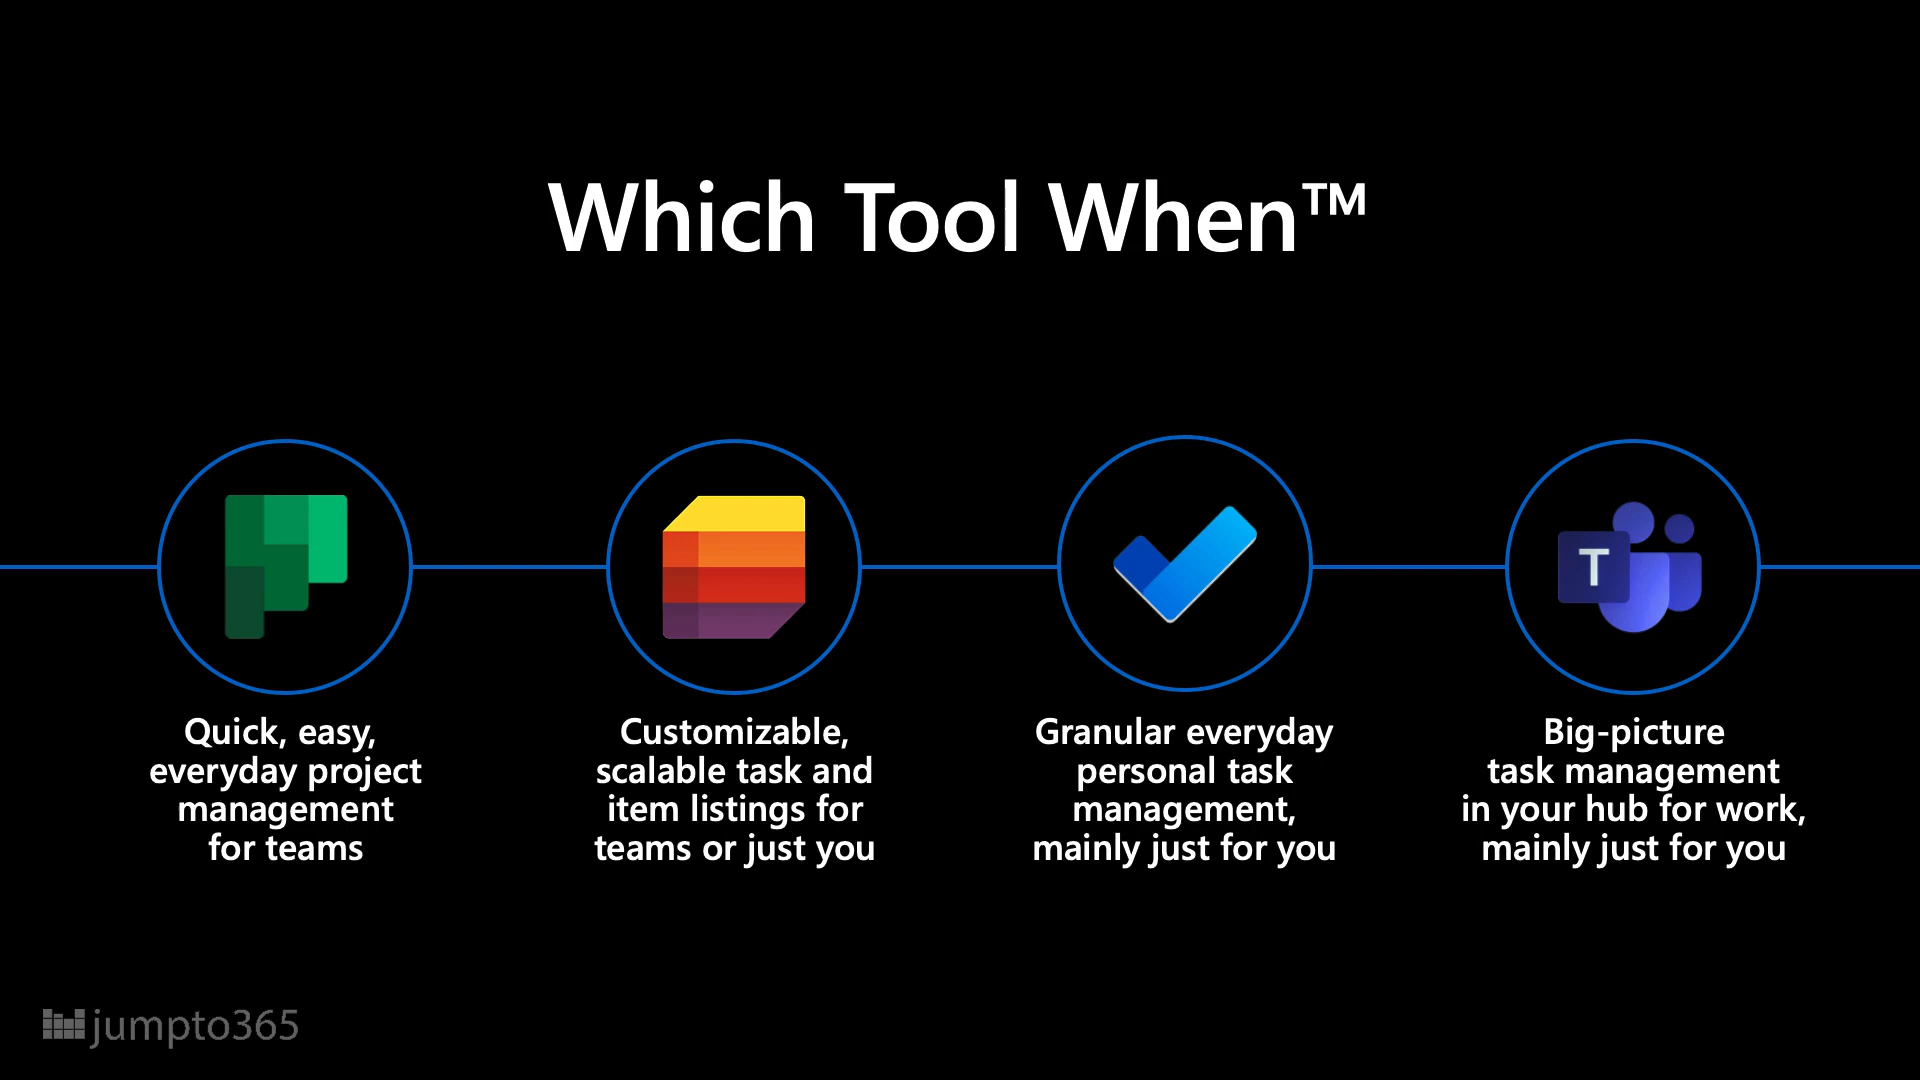 Which Tool When™
T
Quick, easy,
everyday project
management
for teams
Customizable,
scalable task and
item listings for
teams or just you
Granular everyday
personal task
management,
mainly just for you
Big-picture
task management
in your hub for work,
mainly just for you
jumpto365